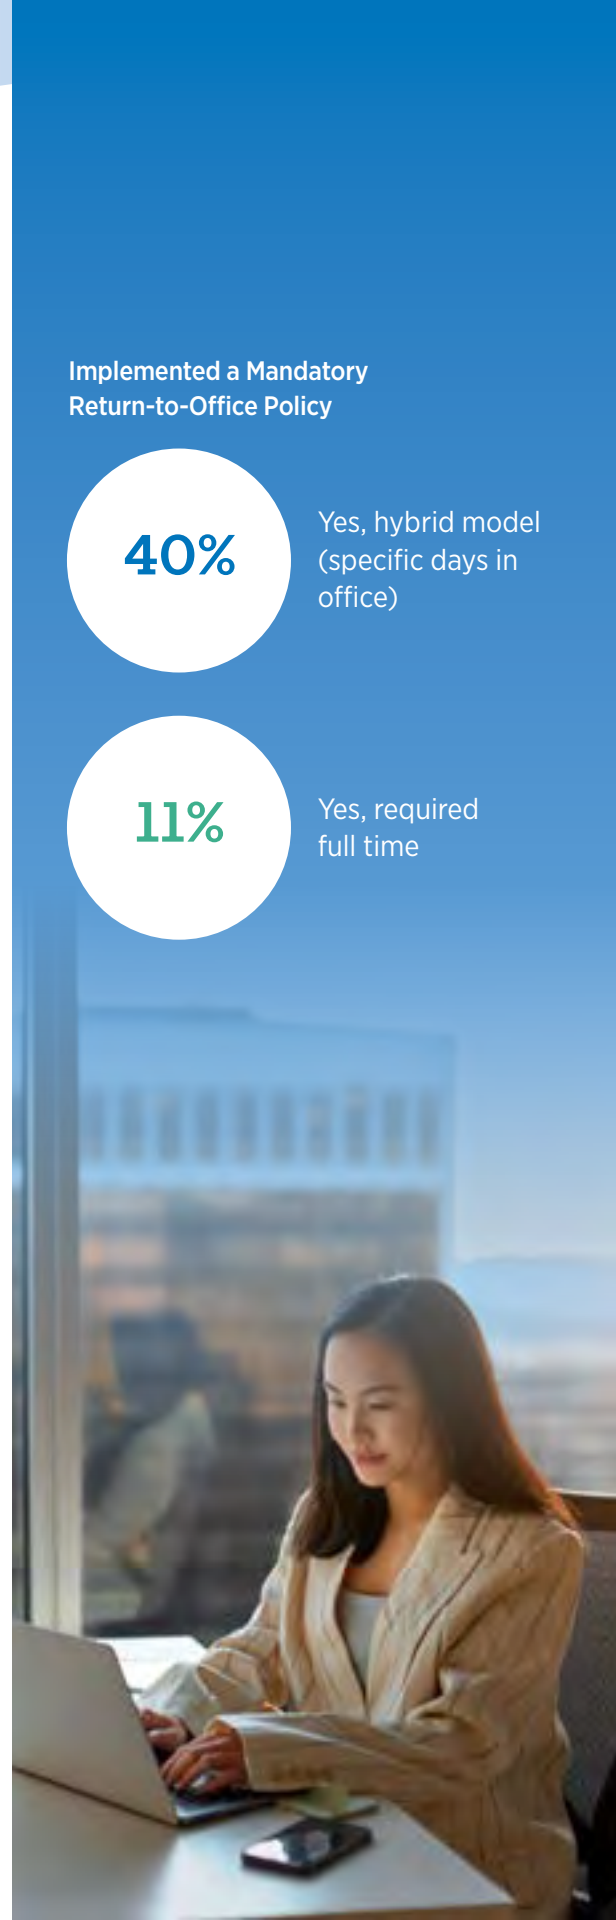 Implemented a Mandatory
Return-to-Office Policy
40%
Yes, hybrid model
(specific days in
office)
11%
Yes, required
full time